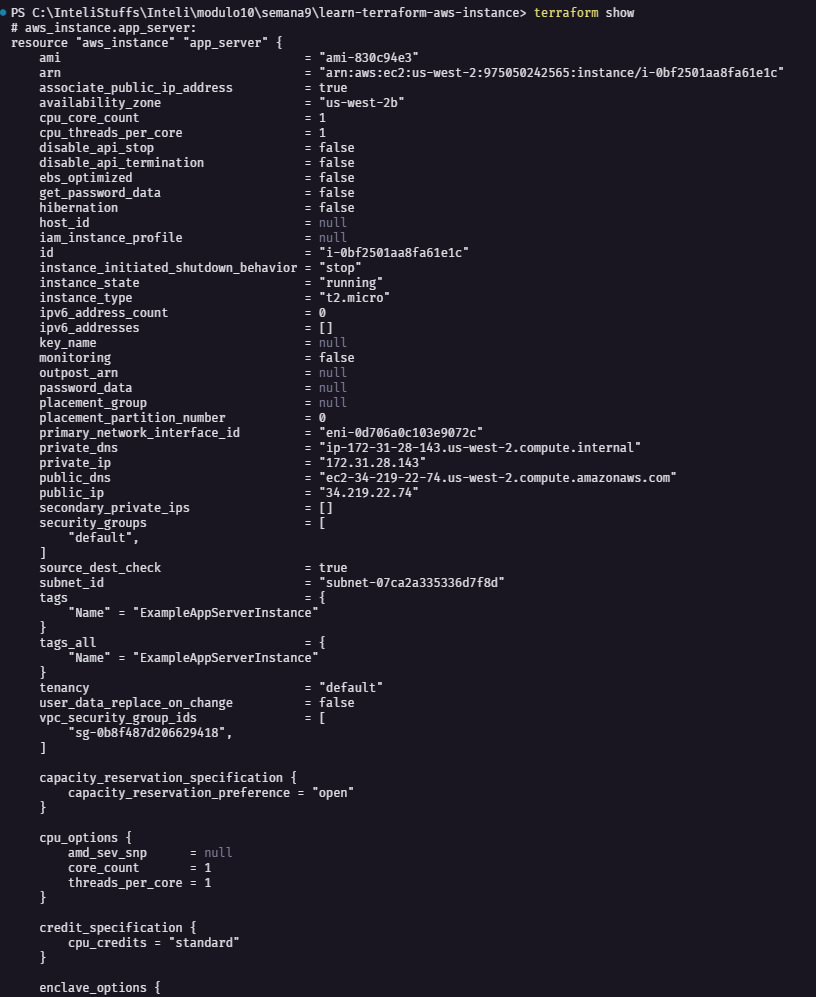 PS C:\InteliStuffs\Inteli\modulo10\semana9\learn-terraform-aws-instance> terraform show
# aws_instance.app_server:
resource "aws_instance" "app_server" {
    ami                                  = "ami-830c94e3"
    arn                                  = "arn:aws:ec2:us-west-2:975050242565:instance/i-0bf2501aa8fa61e1c"
    associate_public_ip_address          = true
    availability_zone                    = "us-west-2b"
    cpu_core_count                       = 1
    cpu_threads_per_core                 = 1
    disable_api_stop                     = false
    disable_api_termination              = false
    ebs_optimized                        = false
    get_password_data                    = false
    hibernation                          = false
    host_id                              = null
    iam_instance_profile                 = null
    id                                   = "i-0bf2501aa8fa61e1c"
    instance_initiated_shutdown_behavior = "stop"
    instance_state                       = "running"
    instance_type                        = "t2.micro"
    ipv6_address_count                   = 0
    ipv6_addresses                       = []
    key_name                             = null
    monitoring                           = false
    outpost_arn                          = null
    password_data                        = null
    placement_group                      = null
    placement_partition_number           = 0
    primary_network_interface_id         = "eni-0d706a0c103e9072c"
    private_dns                          = "ip-172-31-28-143.us-west-2.compute.internal"
    private_ip                           = "172.31.28.143"
    public_dns                           = "ec2-34-219-22-74.us-west-2.compute.amazonaws.com"
    public_ip                            = "34.219.22.74"
    secondary_private_ips                = []
    security_groups                      = [
        "default",
    ]
    source_dest_check                    = true
    subnet_id                            = "subnet-07ca2a335336d7f8d"
    tags                                 = {
        "Name" = "ExampleAppServerInstance"
    }
    tags_all                             = {
        "Name" = "ExampleAppServerInstance"
    }
    tenancy                              = "default"
    user_data_replace_on_change          = false
    vpc_security_group_ids               = [
        "sg-0b8f487d206629418",
    ]

    capacity_reservation_specification {
        capacity_reservation_preference = "open"
    }

    cpu_options {
        amd_sev_snp      = null
        core_count       = 1
        threads_per_core = 1
    }

    credit_specification {
        cpu_credits = "standard"
    }

    enclave_options {